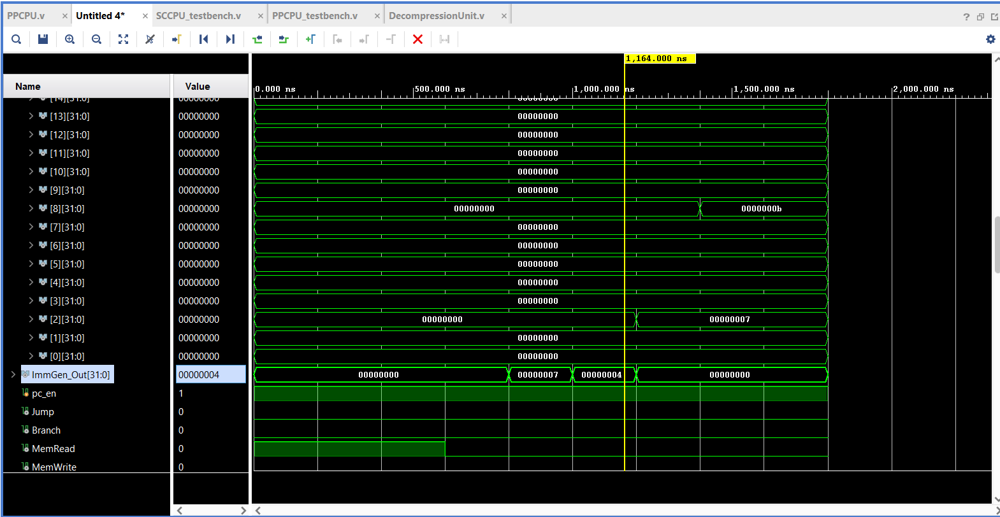 PPCPU.v × Untitled 4* × SCCPU_testbench.v × PPCPU_testbench.v × DecompressionUnit.v × ?
1,164.000 ns
Name Value 0.000 ns 500.000 ns 1,000.000 ns 1,500.000 ns 2,000.000 ns
[14][31:0] 00000000 00000000
[13][31:0] 00000000 00000000
[12][31:0] 00000000 00000000
[11][31:0] 00000000 00000000
[10][31:0] 00000000 00000000
[9][31:0] 00000000 00000000
[8][31:0] 00000000 00000000 0000000b
[7][31:0] 00000000 00000000
[6][31:0] 00000000 00000000
[5][31:0] 00000000 00000000
[4][31:0] 00000000 00000000
[3][31:0] 00000000 00000000
[2][31:0] 00000000 00000000 00000007
[1][31:0] 00000000 00000000
[0][31:0] 00000000 00000000
ImmGen_Out[31:0] 00000004 00000000 00000007 00000004 00000000
pc_en 1
Jump 0
Branch 0
MemRead 0
MemWrite 0